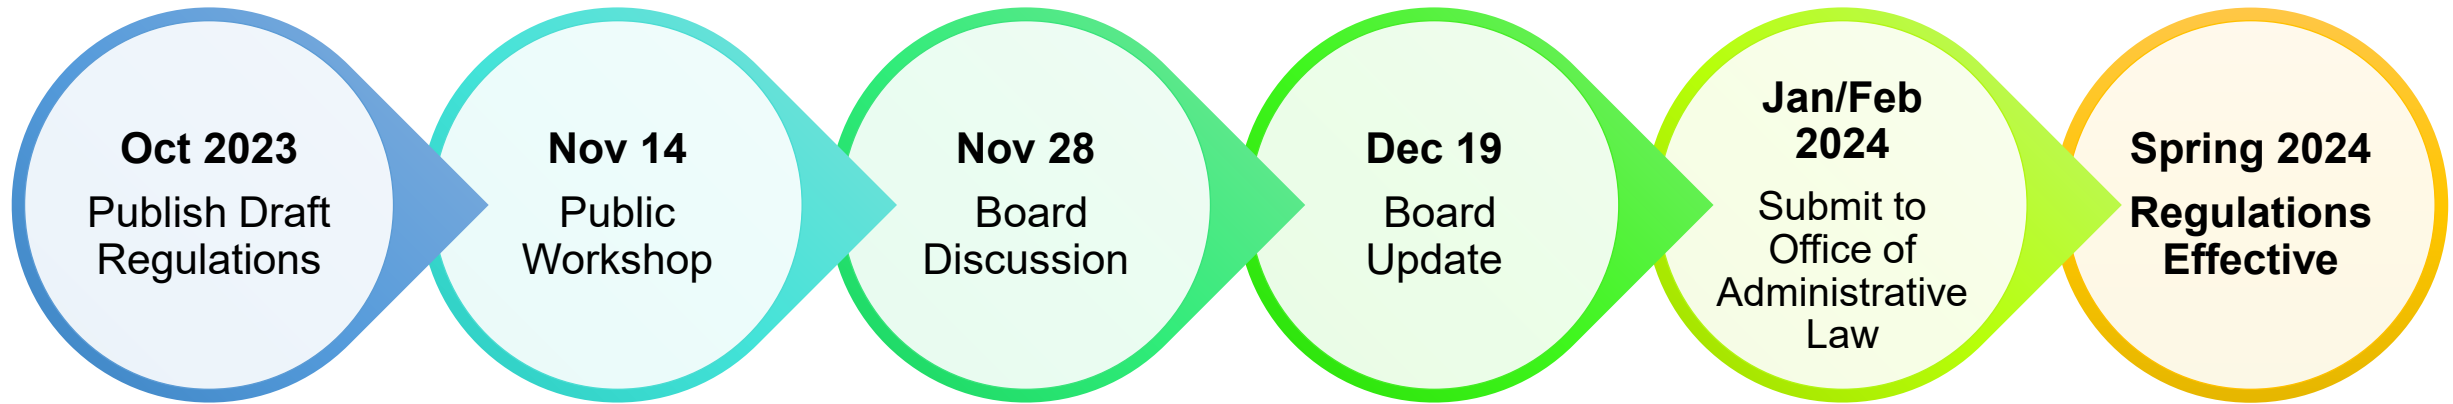 Oct 2023
Publish Draft
Regulations
Nov 14
Public
Workshop
Nov 28
Board
Discussion
Dec 19
Board
Update
Jan/Feb
2024
Submit to
Office of
Administrative
Law
Spring 2024
Regulations
Effective